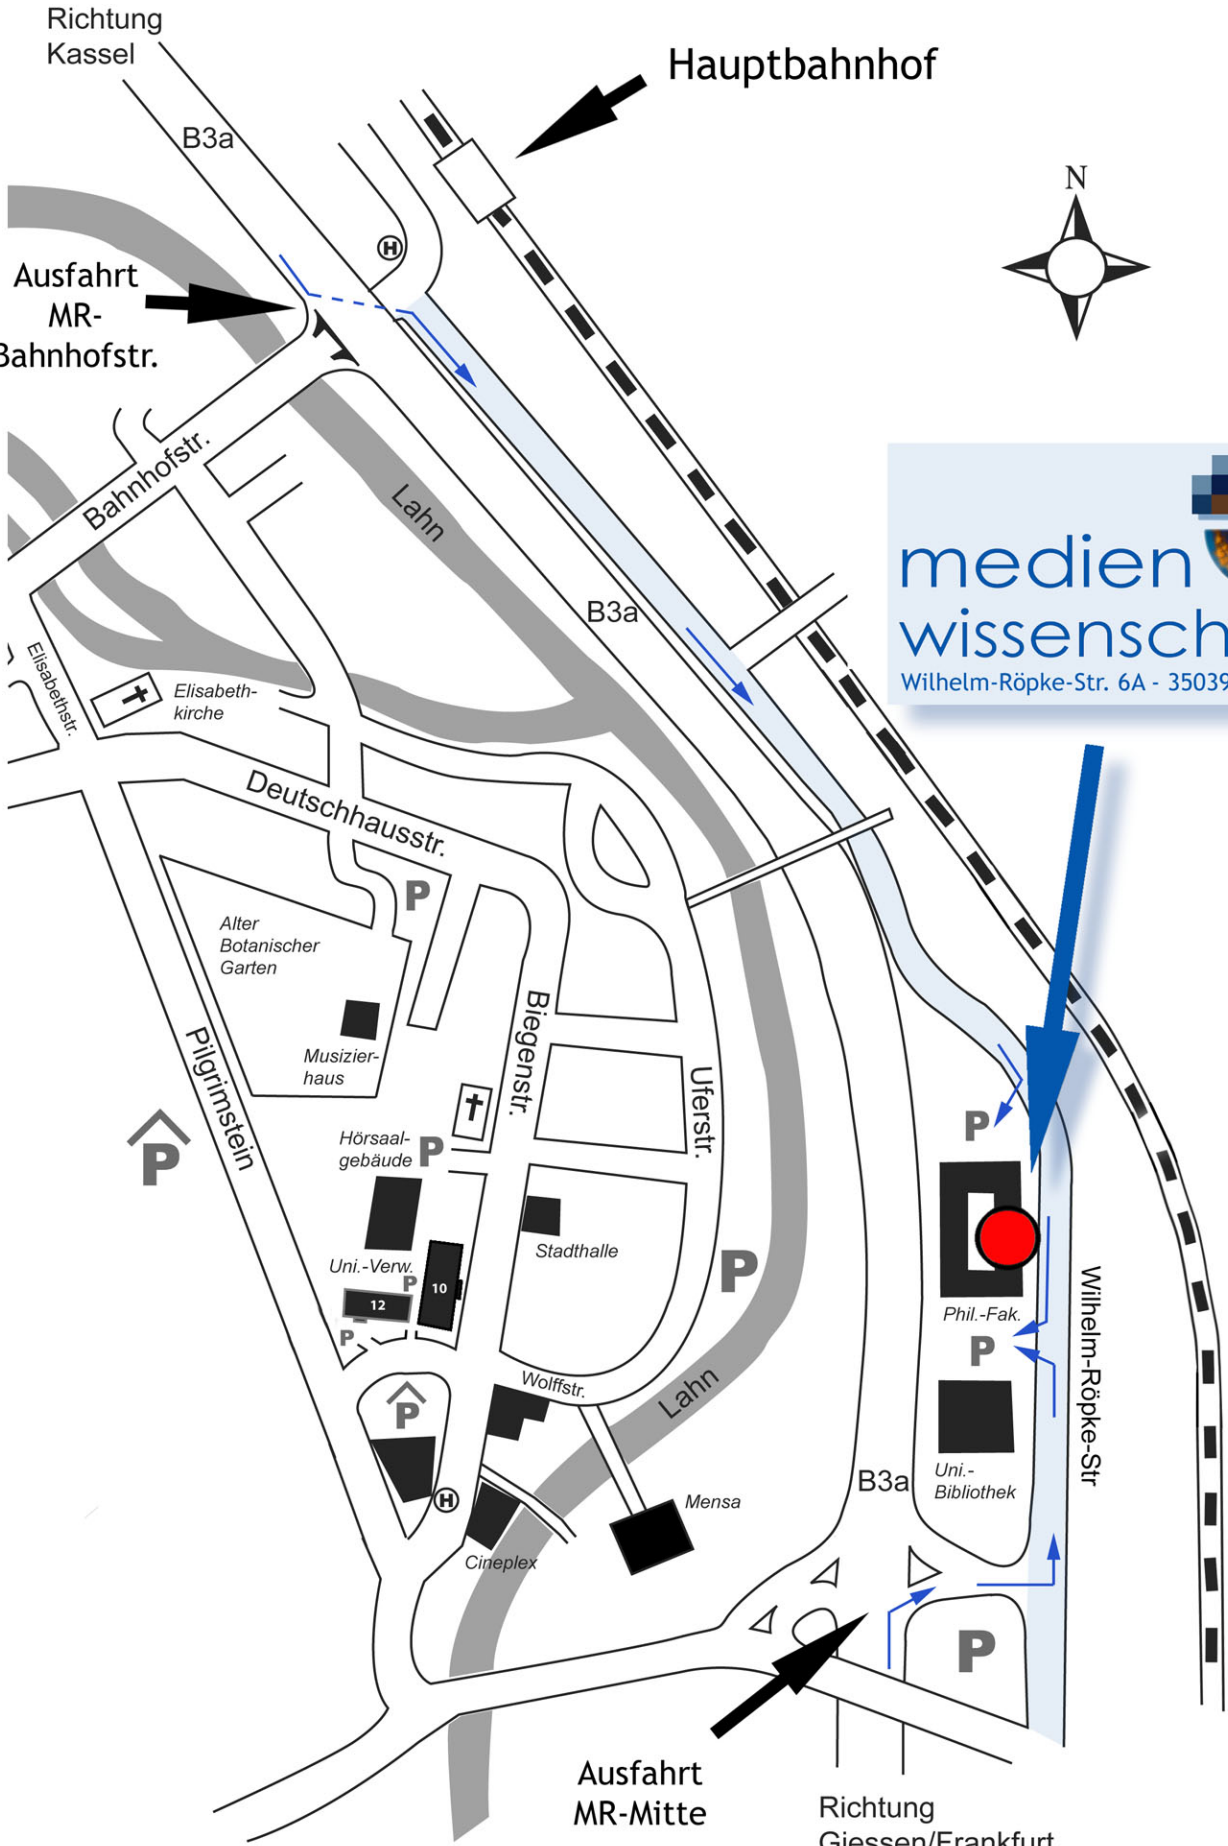 Richtung
Kassel
Hauptbahnhof
B3a
N
H
Ausfahrt
MR-
Bahnhofstr.
Bahnhofstr.
Lahn
medien
wissensch
Wilhelm-Röpke-Str. 6A - 35039
B3a
Elisabethstr.
Elisabeth-
kirche
Deutschhausstr.
P
Alter
Botanischer
Garten
Musizier-
haus
Biegenstr.
Pilgrimstein
Uferstr.
P
P
Hörsaal-
gebäude
P
Stadthalle
Uni.-Verw.
P
10
12
P
P
Phil.-Fak.
P
Wilhelm-Röpke-Str
Wolffstr.
P
Lahn
Uni.-
Bibliothek
B3a
H
Mensa
Cineplex
P
Ausfahrt
MR-Mitte
Richtung
Giessen/Frankfurt